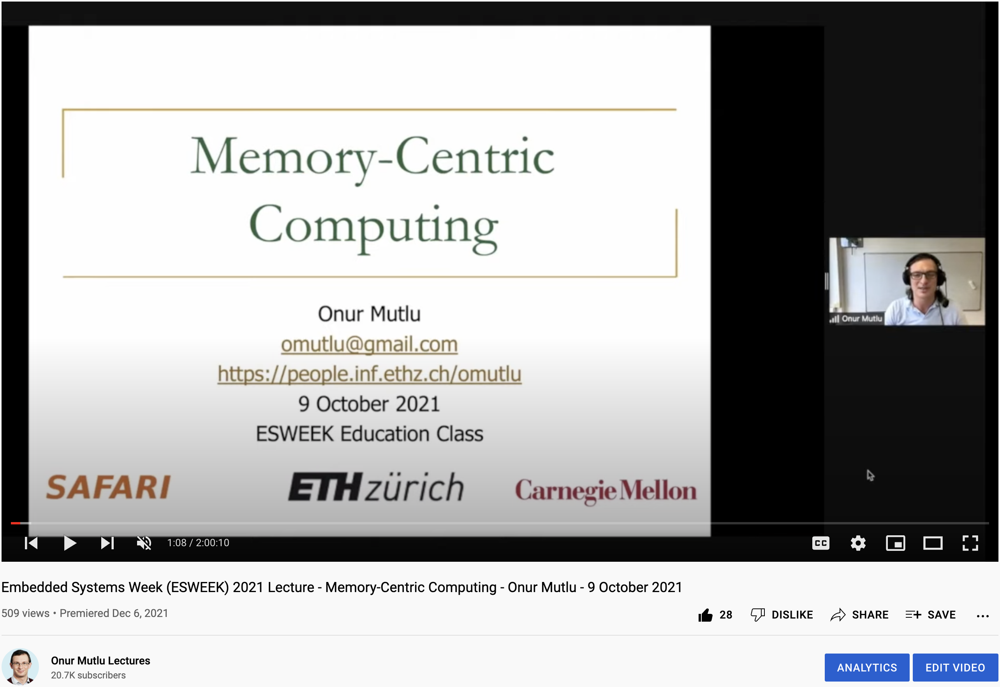 Memory-Centric
Computing
Onur Mutlu
omutlu@gmail.com
https://people.inf.ethz.ch/omutlu
9 October 2021
ESWEEK Education Class
SAFARI
ETH zürich
Carnegie Mellon
Onur Mutlu
1:08 / 2:00:10
CC
Embedded Systems Week (ESWEEK) 2021 Lecture - Memory-Centric Computing - Onur Mutlu - 9 October 2021
509 views • Premiered Dec 6, 2021
28
DISLIKE
SHARE
SAVE
...
Onur Mutlu Lectures
20.7K subscribers
ANALYTICS
EDIT VIDEO